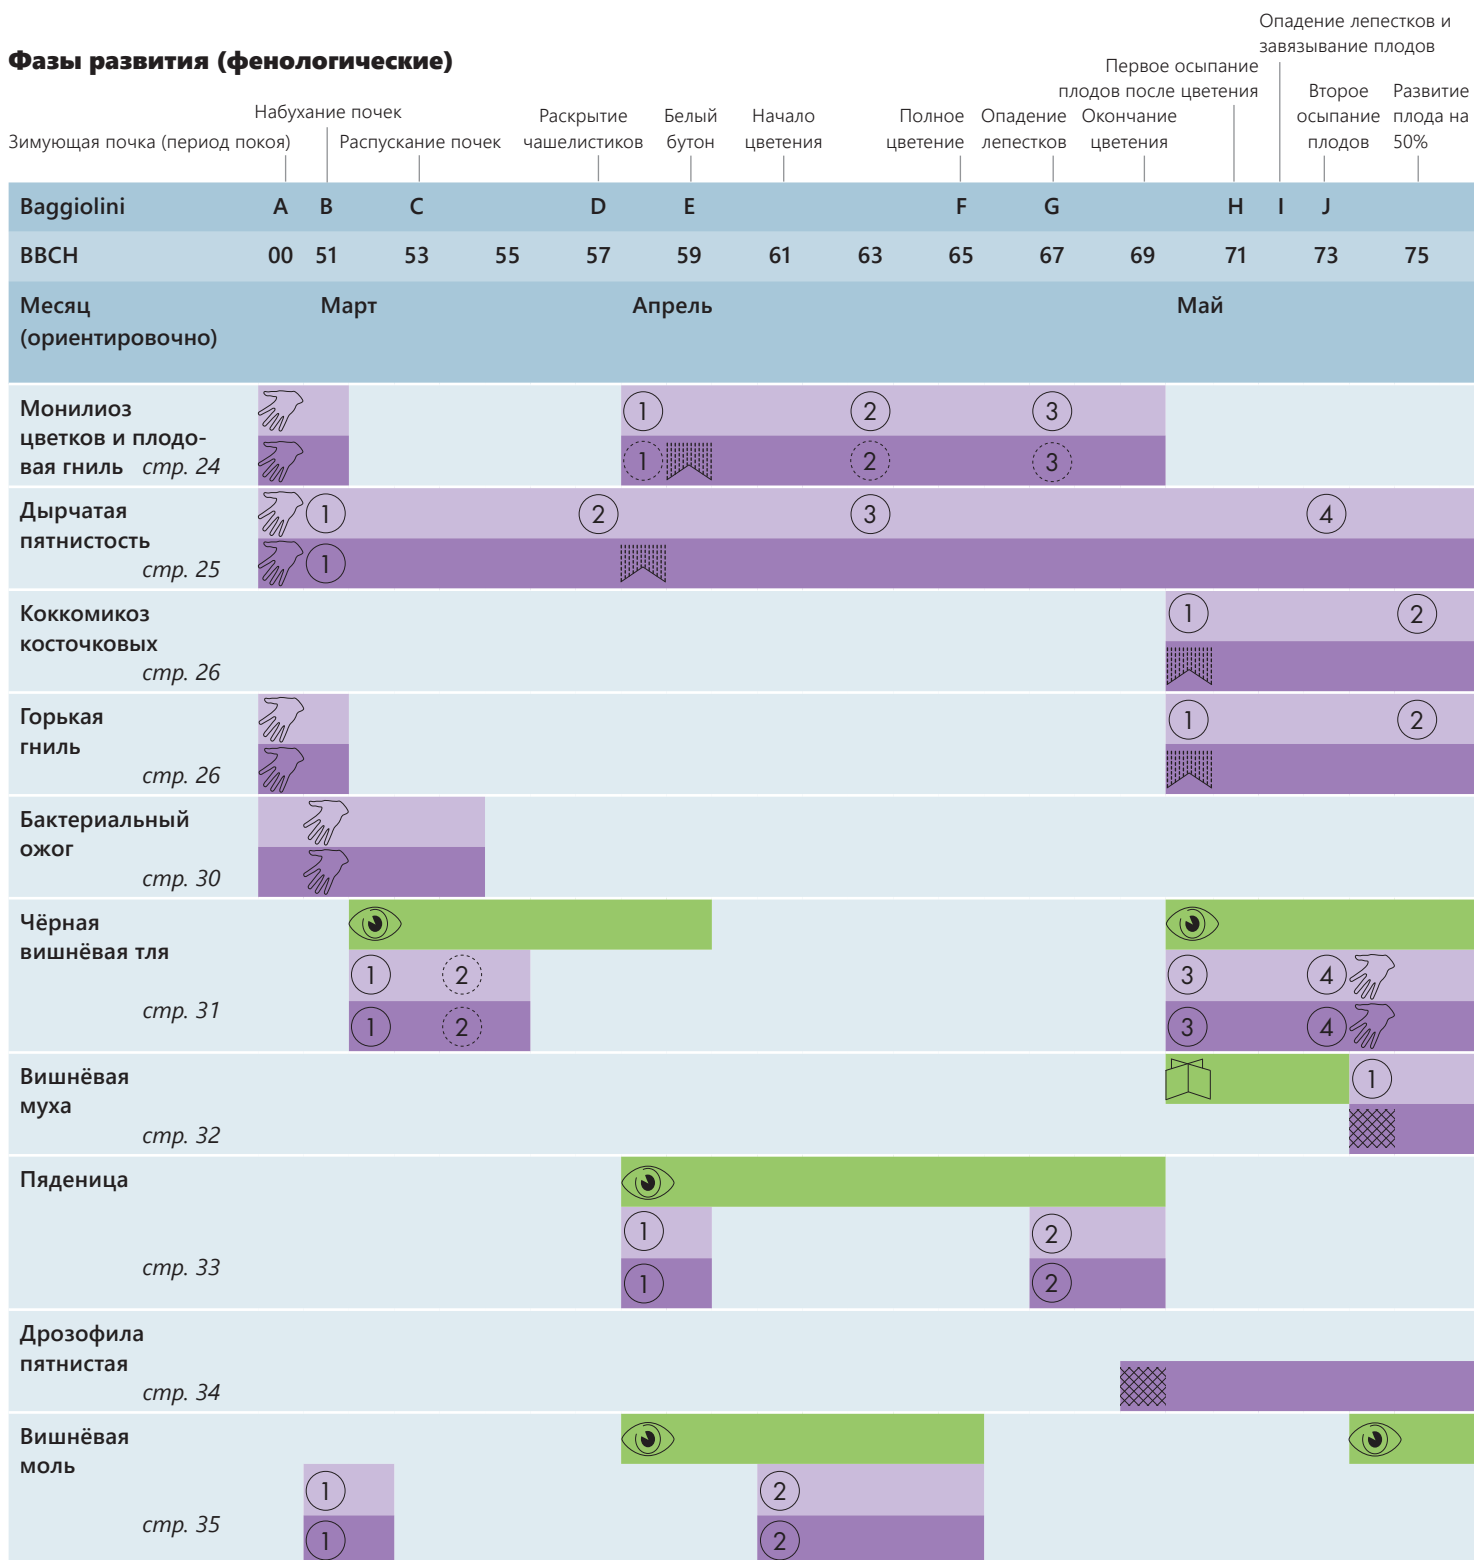 Фазы развития (фенологические)
Опадение лепестков и
завязывание плодов
Первое осыпание
плодов после цветения
Зимующая почка (период покоя)
Набухание почек
Распускание почек
Раскрытие
чашелистиков
Белый
бутон
Начало
цветения
Полное
цветение
Опадение
лепестков
Окончание
цветения
Второе
осыпание
плодов
Развитие
плода на
50%
Baggiolini A B C D E F G H I J
BBCH 00 51 53 55 57 59 61 63 65 67 69 71 73 75
Месяц Март Апрель Май
(ориентировочно)
Монилиоз
цветков и плодо-
вая гниль стр. 24
1 2 3
1 2 3
Дырчатая
пятнистость
стр. 25
1 2 3 4
1
Коккомикоз
косточковых
стр. 26
1 2
Горькая
гниль
стр. 26
1 2
Бактериальный
ожог
стр. 30
Чёрная
вишнёвая тля
стр. 31
1 2 3 4
1 2 3 4
Вишнёвая
муха
стр. 32
1
Пяденица
стр. 33
1 2
1 2
Дрозофила
пятнистая
стр. 34
Вишнёвая
моль
стр. 35
1 2
1 2